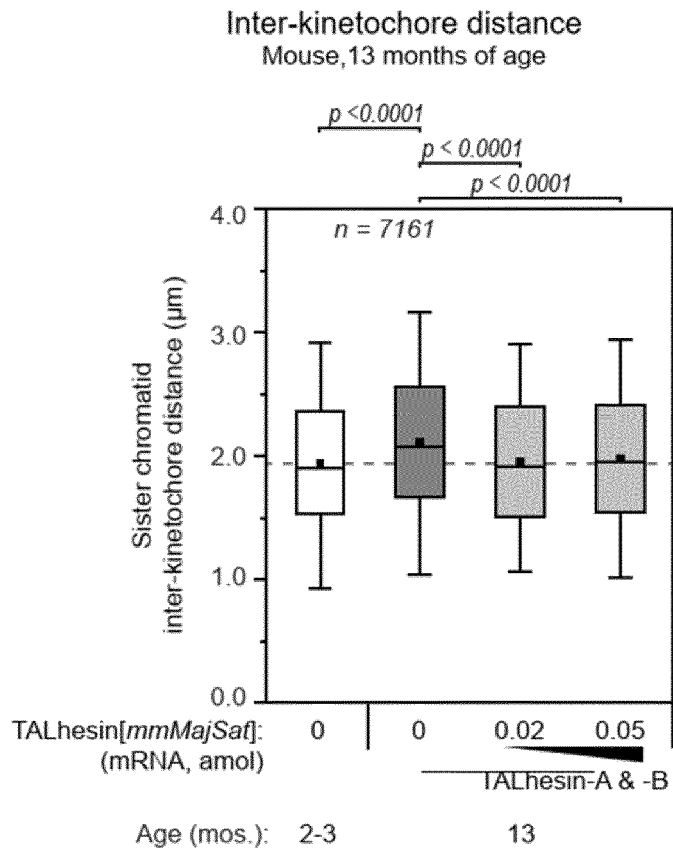 Inter-kinetochore distance
Mouse,13 months of age
p <0.0001
p < 0.0001
p < 0.0001
n = 7161
4.0
3.0
2.0
1.0
0.0
Sister chromatid
inter-kinetochore distance (µm)
TALhesin[mmMajSat]: 0 0 0.02 0.05
(mRNA, amol)
TALhesin-A & -B
Age (mos.): 2-3 13